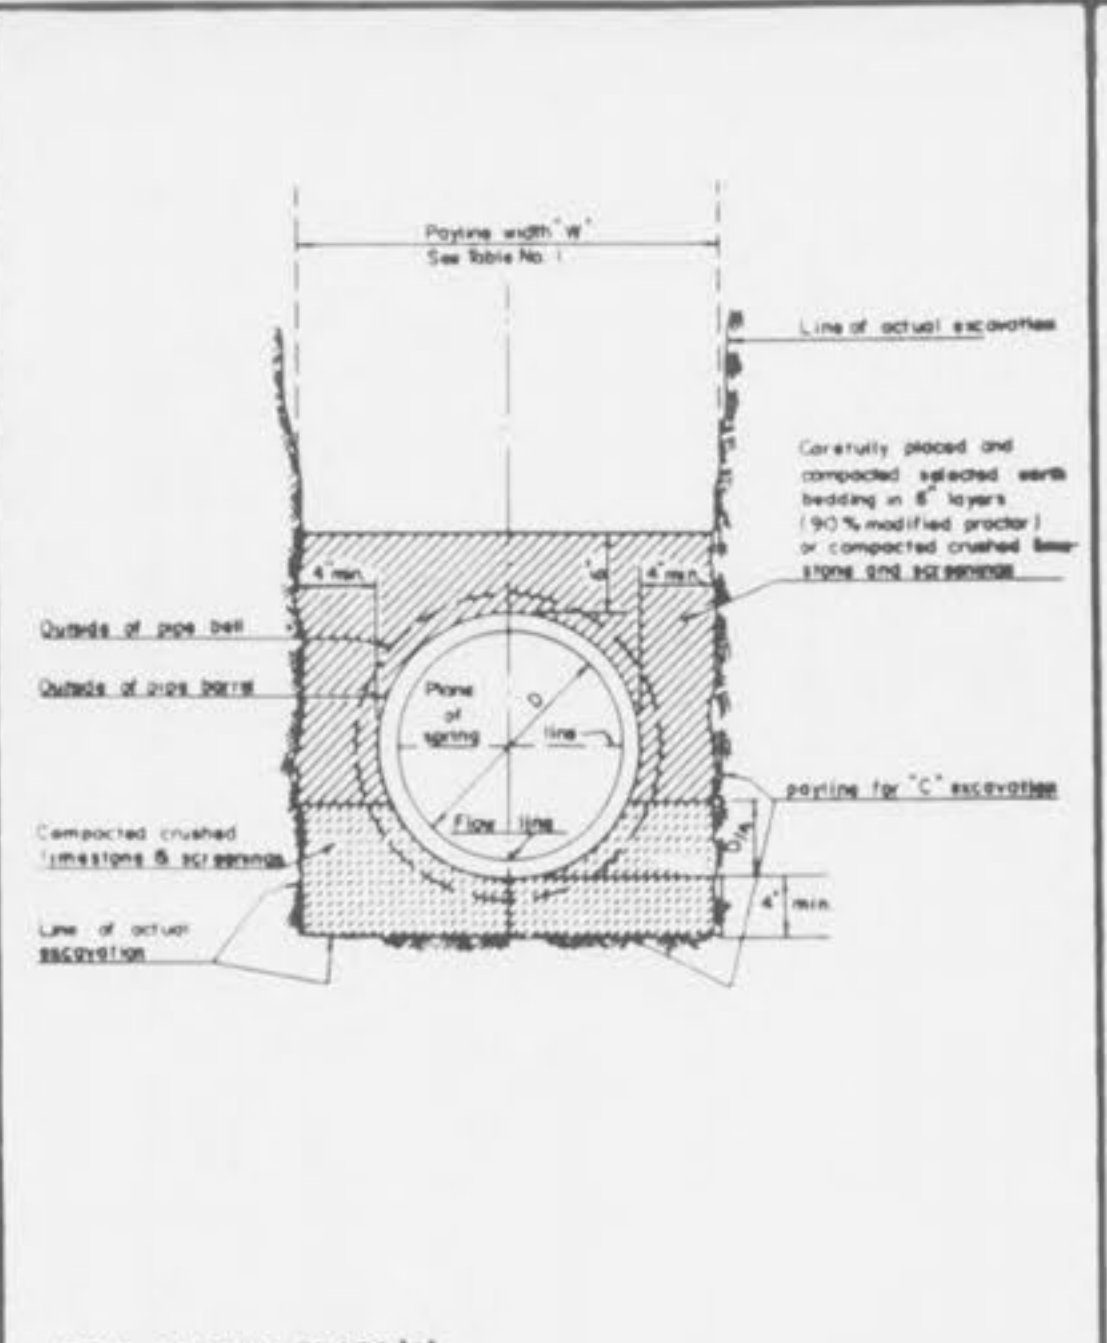 Payline width "W"
See Table No. 1
Line of actual excavation
Carefully placed and
compacted selected earth
bedding in 6" layers
(90% modified proctor)
or compacted crushed lime-
stone and screenings
4" min.
4" min.
Outside of pipe bell
Outside of pipe barrel
Plane
of
spring
line
D
Flow line
payline for "C" excavation
D/4
4" min.
Compacted crushed
limestone & screenings
Line of actual
excavation